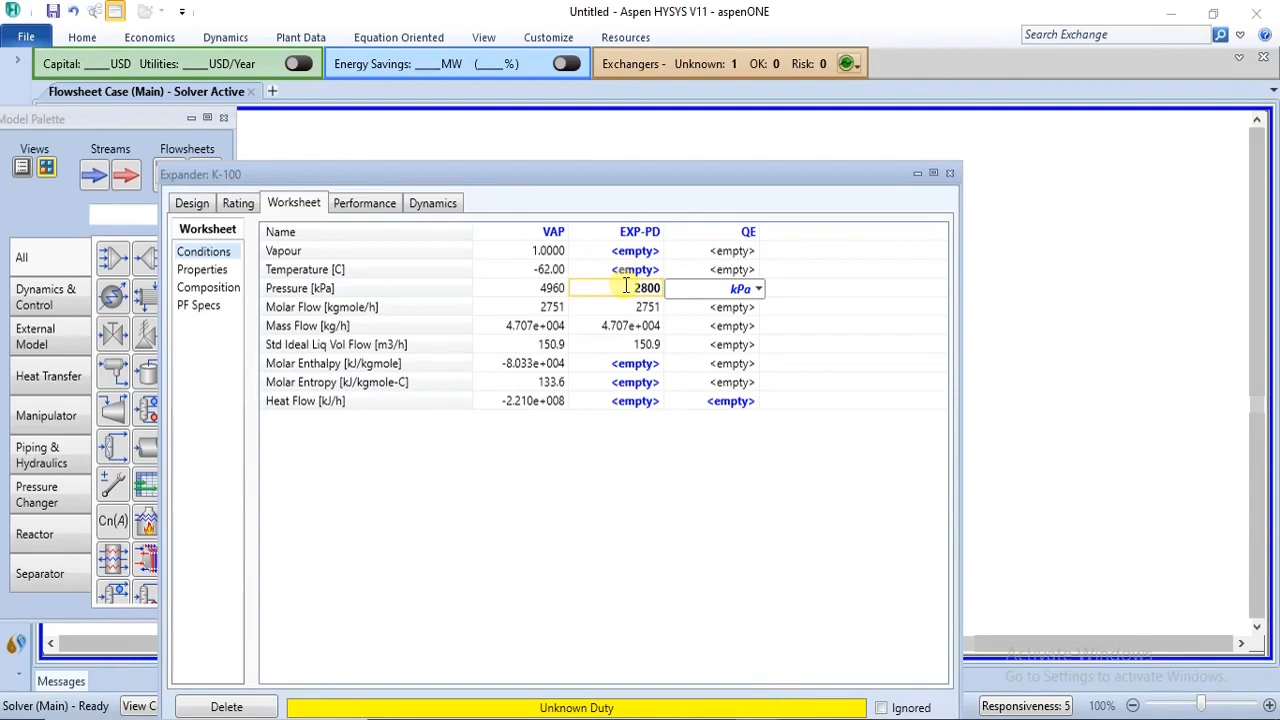 Untitled - Aspen HYSYS V11 - aspenONE
File Home Economics Dynamics Plant Data Equation Oriented View Customize Resources Search Exchange
Capital: ____USD Utilities: ____USD/Year Energy Savings: ____MW (____%) Exchangers - Unknown: 1 OK: 0 Risk: 0
Flowsheet Case (Main) - Solver Active
Model Palette
Views Streams Flowsheets
All
Dynamics & Control
External Model
Heat Transfer
Manipulator
Piping & Hydraulics
Pressure Changer
Reactor
Separator
Cn(A)
Expander: K-100
Design Rating Worksheet Performance Dynamics
Worksheet
Conditions
Properties
Composition
PF Specs
Name VAP EXP-PD QE
Vapour 1.0000 <empty> <empty>
Temperature [C] -62.00 <empty> <empty>
Pressure [kPa] 4960 2800 kPa
Molar Flow [kgmole/h] 2751 2751 <empty>
Mass Flow [kg/h] 4.707e+004 4.707e+004 <empty>
Std Ideal Liq Vol Flow [m3/h] 150.9 150.9 <empty>
Molar Enthalpy [kJ/kgmole] -8.033e+004 <empty> <empty>
Molar Entropy [kJ/kgmole-C] 133.6 <empty> <empty>
Heat Flow [kJ/h] -2.210e+008 <empty> <empty>
Delete Unknown Duty Ignored
Activate Windows
Go to Settings to activate Windows.
Messages
Solver (Main) - Ready View C Responsiveness: 5 100%